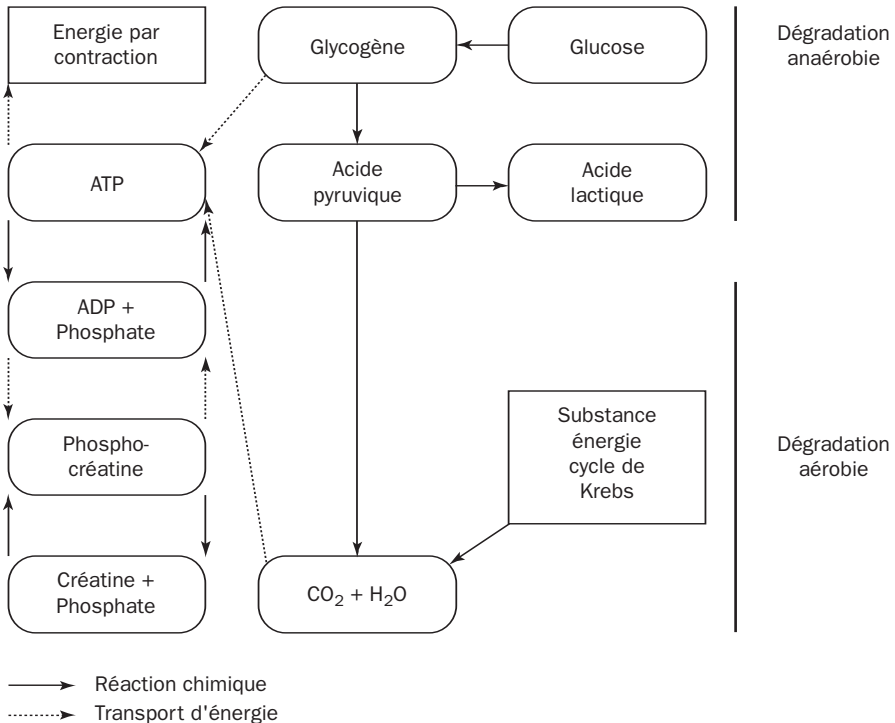 Energie par
contraction
Glycogène
Glucose
Dégradation
anaérobie
ATP
Acide
pyruvique
Acide
lactique
ADP +
Phosphate
Phospho-
créatine
Substance
énergie
cycle de
Krebs
Dégradation
aérobie
Créatine +
Phosphate
CO₂ + H₂O
Réaction chimique
Transport d'énergie